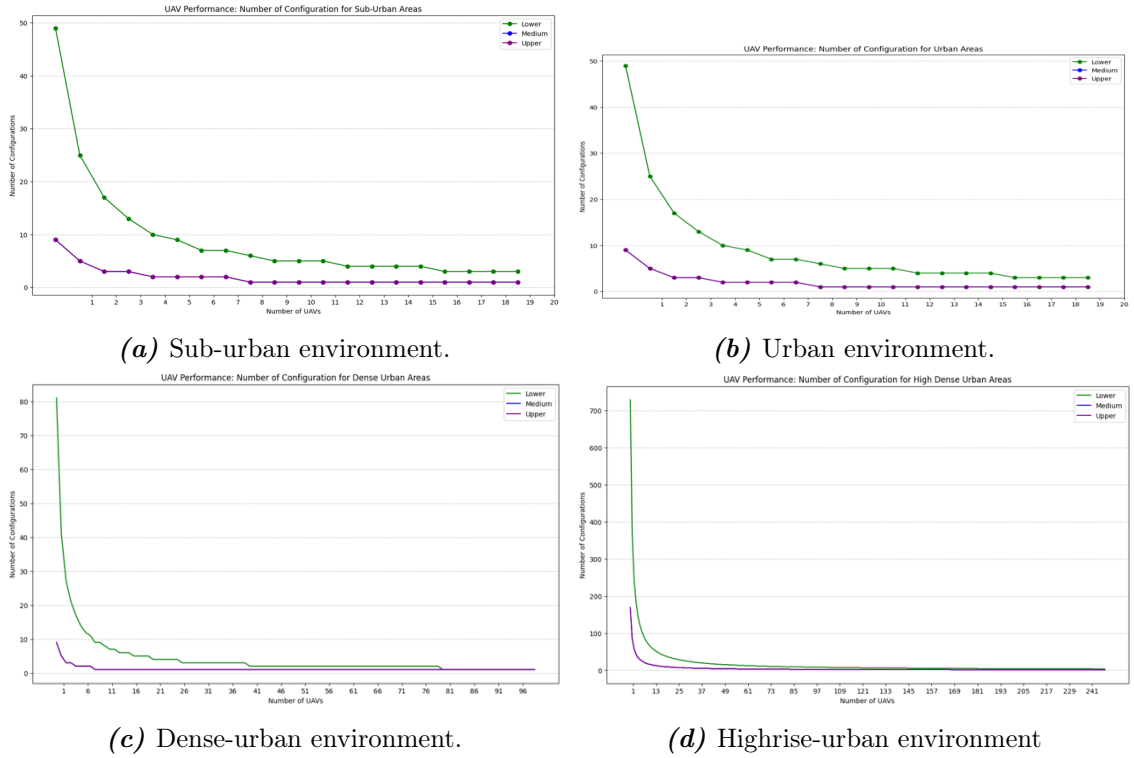 UAV Performance: Number of Configuration for Sub-Urban Areas
Lower
Medium
Upper
50
40
30
20
10
0
Number of Configurations
1 2 3 4 5 6 7 8 9 10 11 12 13 14 15 16 17 18 19 20
Number of UAVs
(a) Sub-urban environment.
UAV Performance: Number of Configuration for Urban Areas
Lower
Medium
Upper
50
40
30
20
10
0
Number of Configurations
1 2 3 4 5 6 7 8 9 10 11 12 13 14 15 16 17 18 19 20
Number of UAVs
(b) Urban environment.
UAV Performance: Number of Configuration for Dense Urban Areas
Lower
Medium
Upper
80
70
60
50
40
30
20
10
0
Number of Configurations
1 6 11 16 21 26 31 36 41 46 51 56 61 66 71 76 81 86 91 96
Number of UAVs
(c) Dense-urban environment.
UAV Performance: Number of Configuration for High Dense Urban Areas
Lower
Medium
Upper
700
600
500
400
300
200
100
0
Number of Configurations
1 13 25 37 49 61 73 85 97 109 121 133 145 157 169 181 193 205 217 229 241
Number of UAVs
(d) Highrise-urban environment